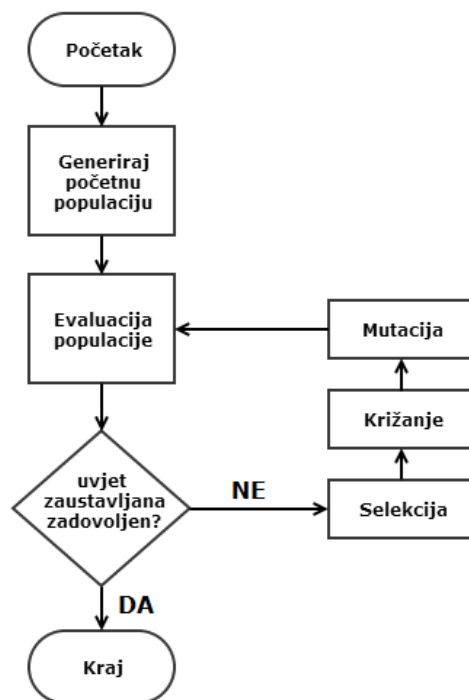 Početak
Generiraj
početnu
populaciju
Evaluacija
populacije
Mutacija
Križanje
uvjet
zaustavljana
zadovoljen?
NE
Selekcija
DA
Kraj